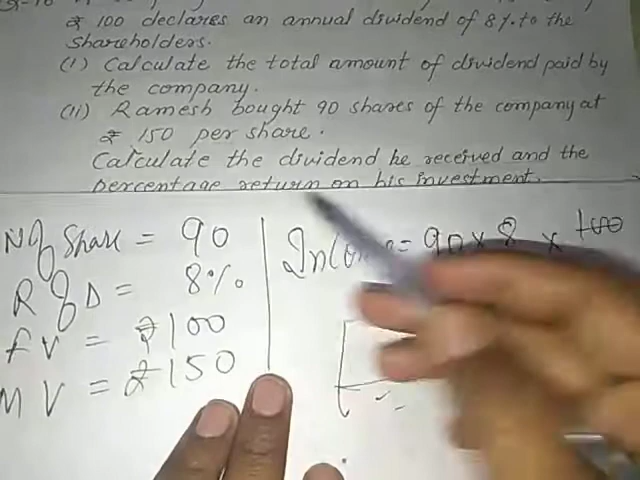 ₹ 100 declares an annual dividend of 8% to the
shareholders.
(i) Calculate the total amount of dividend paid by
the company.
(ii) Ramesh bought 90 shares of the company at
₹ 150 per share.
Calculate the dividend he received and the
percentage return on his investment.
N of Share = 90
R of D = 8%
FV = ₹100
MV = ₹150
= 90 × 8 × 100